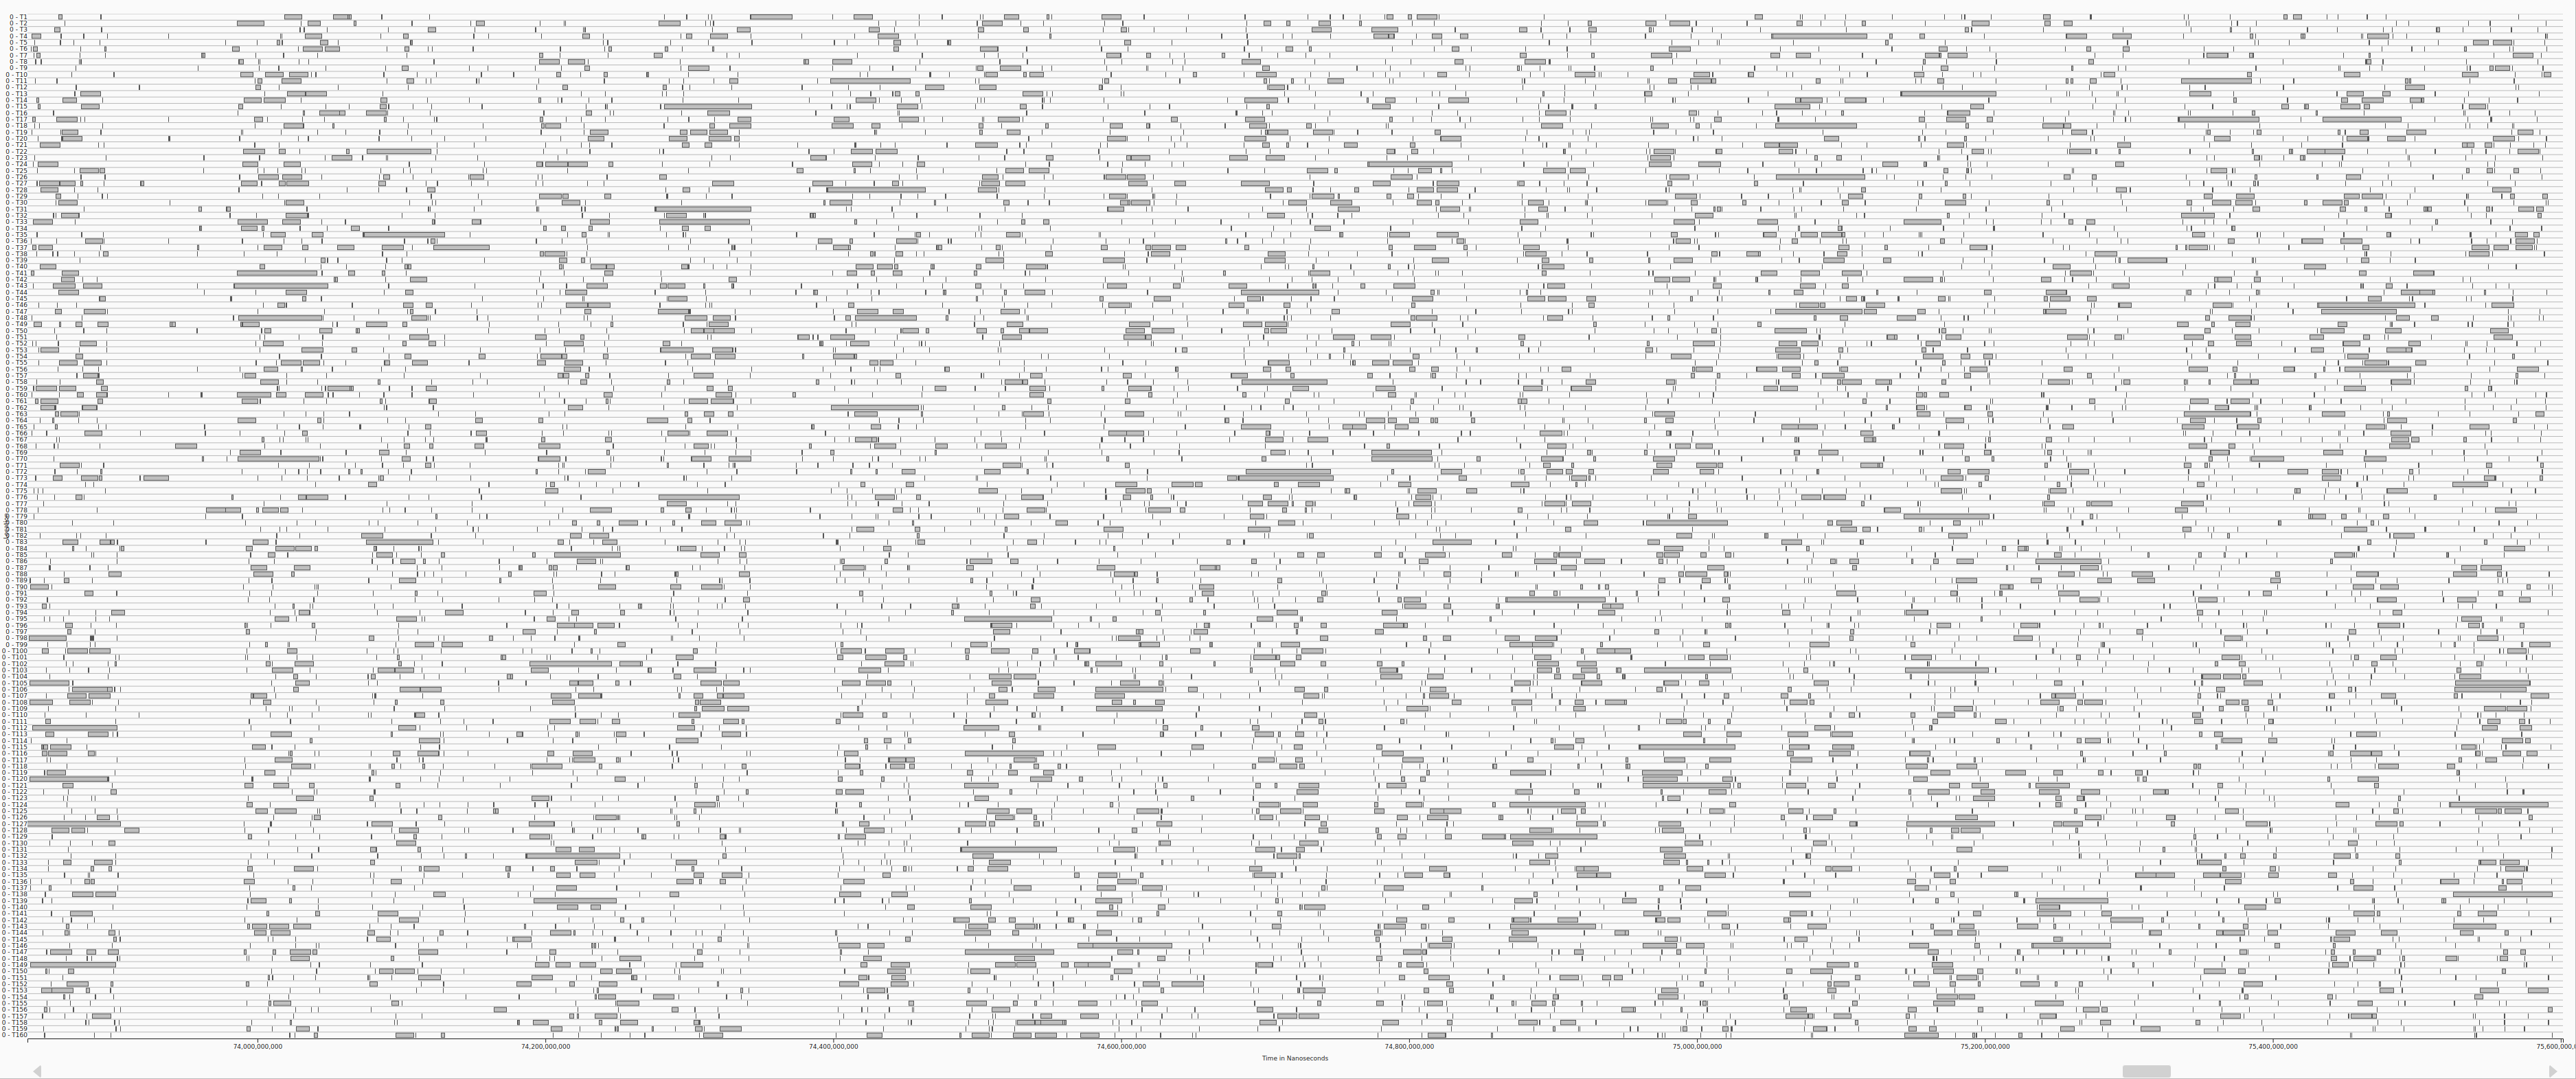 0 - T1
0 - T2
0 - T3
0 - T4
0 - T5
0 - T6
0 - T7
0 - T8
0 - T9
0 - T10
0 - T11
0 - T12
0 - T13
0 - T14
0 - T15
0 - T16
0 - T17
0 - T18
0 - T19
0 - T20
0 - T21
0 - T22
0 - T23
0 - T24
0 - T25
0 - T26
0 - T27
0 - T28
0 - T29
0 - T30
0 - T31
0 - T32
0 - T33
0 - T34
0 - T35
0 - T36
0 - T37
0 - T38
0 - T39
0 - T40
0 - T41
0 - T42
0 - T43
0 - T44
0 - T45
0 - T46
0 - T47
0 - T48
0 - T49
0 - T50
0 - T51
0 - T52
0 - T53
0 - T54
0 - T55
0 - T56
0 - T57
0 - T58
0 - T59
0 - T60
0 - T61
0 - T62
0 - T63
0 - T64
0 - T65
0 - T66
0 - T67
0 - T68
0 - T69
0 - T70
0 - T71
0 - T72
0 - T73
0 - T74
0 - T75
0 - T76
0 - T77
0 - T78
0 - T79
0 - T80
0 - T81
0 - T82
0 - T83
0 - T84
0 - T85
0 - T86
0 - T87
0 - T88
0 - T89
0 - T90
0 - T91
0 - T92
0 - T93
0 - T94
0 - T95
0 - T96
0 - T97
0 - T98
0 - T99
0 - T100
0 - T101
0 - T102
0 - T103
0 - T104
0 - T105
0 - T106
0 - T107
0 - T108
0 - T109
0 - T110
0 - T111
0 - T112
0 - T113
0 - T114
0 - T115
0 - T116
0 - T117
0 - T118
0 - T119
0 - T120
0 - T121
0 - T122
0 - T123
0 - T124
0 - T125
0 - T126
0 - T127
0 - T128
0 - T129
0 - T130
0 - T131
0 - T132
0 - T133
0 - T134
0 - T135
0 - T136
0 - T137
0 - T138
0 - T139
0 - T140
0 - T141
0 - T142
0 - T143
0 - T144
0 - T145
0 - T146
0 - T147
0 - T148
0 - T149
0 - T150
0 - T151
0 - T152
0 - T153
0 - T154
0 - T155
0 - T156
0 - T157
0 - T158
0 - T159
0 - T160
74,000,000,000 74,200,000,000 74,400,000,000 74,600,000,000 74,800,000,000 75,000,000,000 75,200,000,000 75,400,000,000 75,600,000,0
Time in Nanoseconds